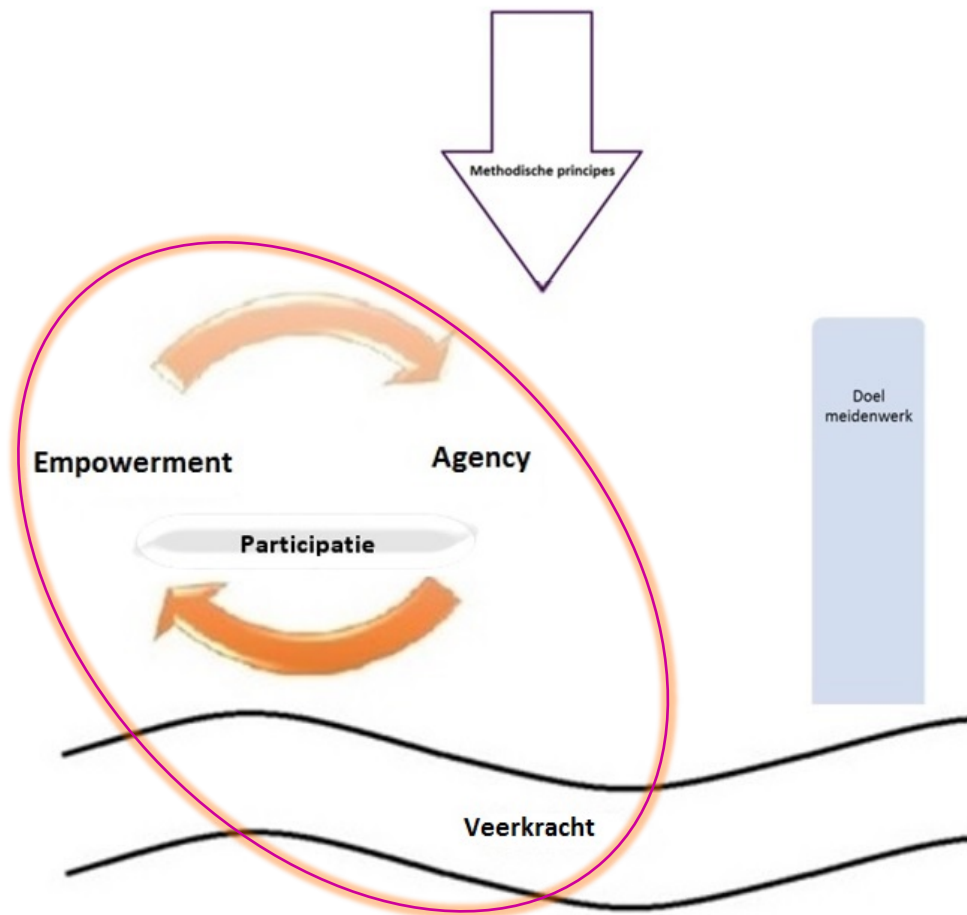 Methodische principes
Doel
meidenwerk
Empowerment
Agency
Participatie
Veerkracht